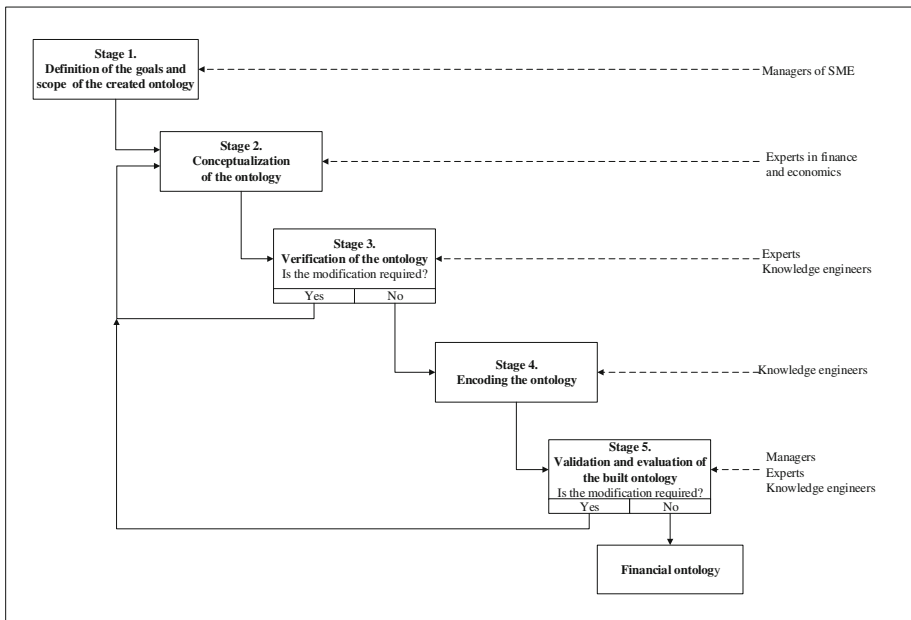 Stage 1.
Definition of the goals and
scope of the created ontology
Managers of SME
Stage 2.
Conceptualization
of the ontology
Experts in finance
and economics
Stage 3.
Verification of the ontology
Is the modification required?
Yes
No
Experts
Knowledge engineers
Stage 4.
Encoding the ontology
Knowledge engineers
Stage 5.
Validation and evaluation of
the built ontology
Is the modification required?
Yes
No
Managers
Experts
Knowledge engineers
Financial ontology